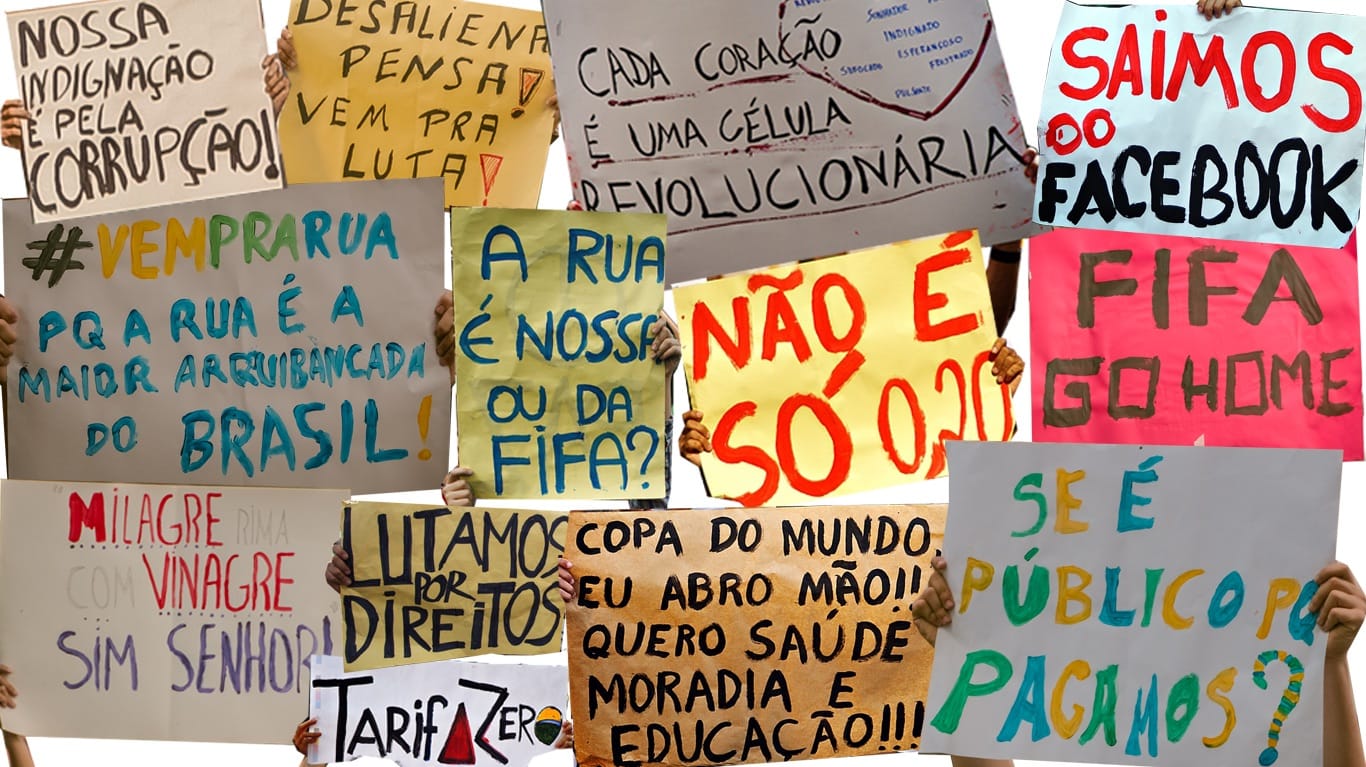 NOSSA
INDIGNAÇÃO
É PELA
CORRUPÇÃO!
DESALIENA
PENSA!
VEM PRA
LUTA!
CADA CORAÇÃO
É UMA CÉLULA
REVOLUCIONÁRIA
SONHADOR
INDIGNADO
ESPERANÇOSO
SUFOCADO FRUSTRADO
PULSANTE
SAIMOS
DO
FACEBOOK
#VEMPRARUA
PQ A RUA É A
MAIOR ARQUIBANCADA
DO BRASIL!
A RUA
É NOSSA
OU DA
FIFA?
NÃO É
SÓ 0,20
FIFA
GO HOME
MILAGRE RIMA
COM VINAGRE
SIM SENHOR!
LUTAMOS
POR
DIREITOS
TARIFA ZERO
COPA DO MUNDO
EU ABRO MÃO!!
QUERO SAÚDE
MORADIA E
EDUCAÇÃO!!!
SE É
PÚBLICO PQ
PAGAMOS?